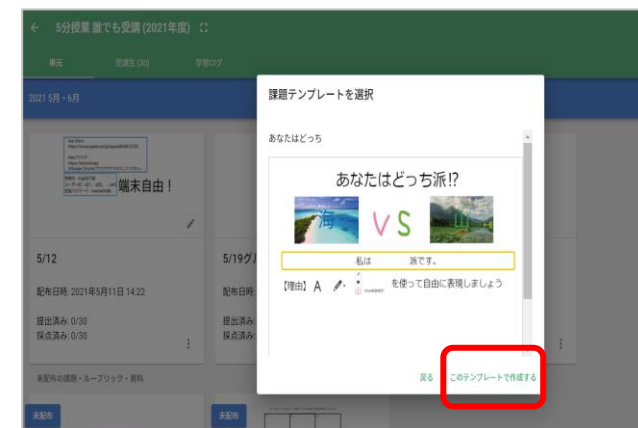 ← 5分授業 誰でも受講 (2021年度)
単元 受講生 (30) 学習ログ
2021 5月・6月
端末自由！
5/12
配布日時: 2021年5月11日 14:22
提出済み: 0/30
採点済み: 0/30
5/19グル
配布日時:
提出済み:
採点済み:
未配布の課題・ルーブリック・資料
未配布
未配布
課題テンプレートを選択
あなたはどっち
あなたはどっち派!?
海 VS 山
私は 派です。
【理由】 A を使って自由に表現しましょう
戻る このテンプレートで作成する